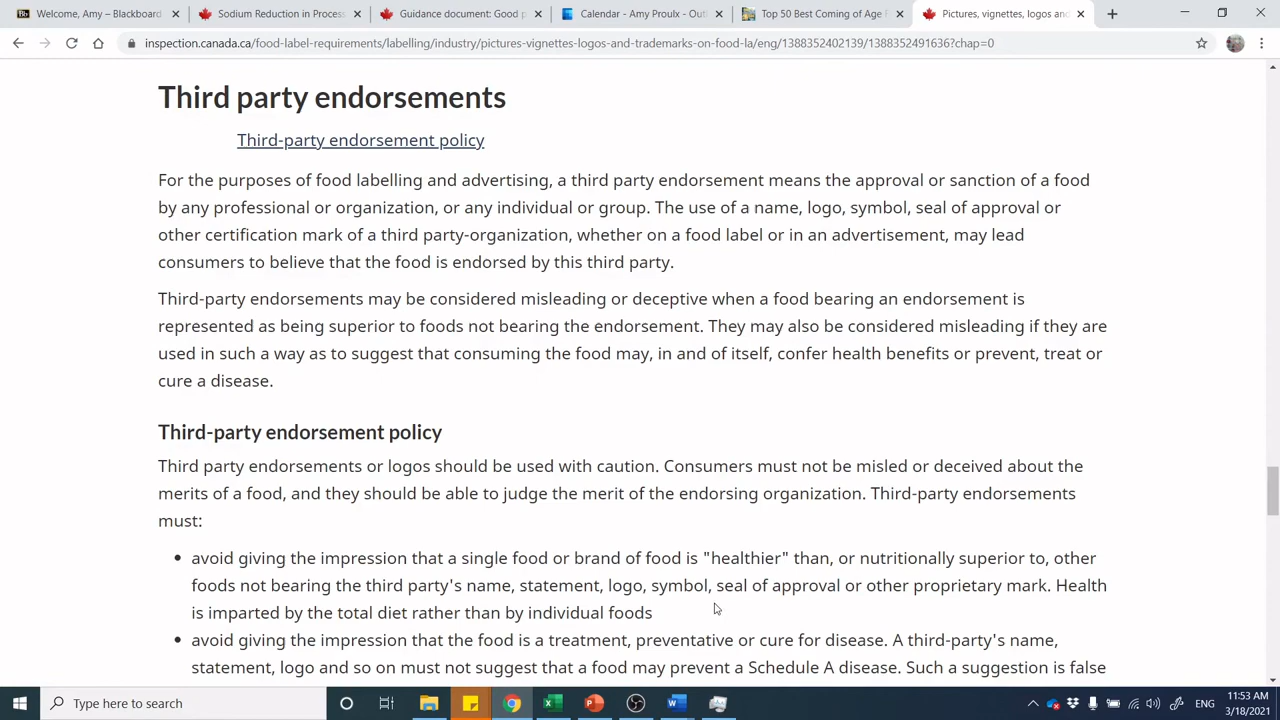 Welcome, Amy – Blackboard
Sodium Reduction in Process
Guidance document: Good p
Calendar - Amy Proulx - Out
Top 50 Best Coming of Age
Pictures, vignettes, logos and
inspection.canada.ca/food-label-requirements/labelling/industry/pictures-vignettes-logos-and-trademarks-on-food-la/eng/1388352402139/1388352491636?chap=0
Third party endorsements
Third-party endorsement policy
For the purposes of food labelling and advertising, a third party endorsement means the approval or sanction of a food
by any professional or organization, or any individual or group. The use of a name, logo, symbol, seal of approval or
other certification mark of a third party-organization, whether on a food label or in an advertisement, may lead
consumers to believe that the food is endorsed by this third party.
Third-party endorsements may be considered misleading or deceptive when a food bearing an endorsement is
represented as being superior to foods not bearing the endorsement. They may also be considered misleading if they are
used in such a way as to suggest that consuming the food may, in and of itself, confer health benefits or prevent, treat or
cure a disease.
Third-party endorsement policy
Third party endorsements or logos should be used with caution. Consumers must not be misled or deceived about the
merits of a food, and they should be able to judge the merit of the endorsing organization. Third-party endorsements
must:
• avoid giving the impression that a single food or brand of food is "healthier" than, or nutritionally superior to, other
foods not bearing the third party's name, statement, logo, symbol, seal of approval or other proprietary mark. Health
is imparted by the total diet rather than by individual foods
• avoid giving the impression that the food is a treatment, preventative or cure for disease. A third-party's name,
statement, logo and so on must not suggest that a food may prevent a Schedule A disease. Such a suggestion is false
Type here to search
ENG
11:53 AM
3/18/2021